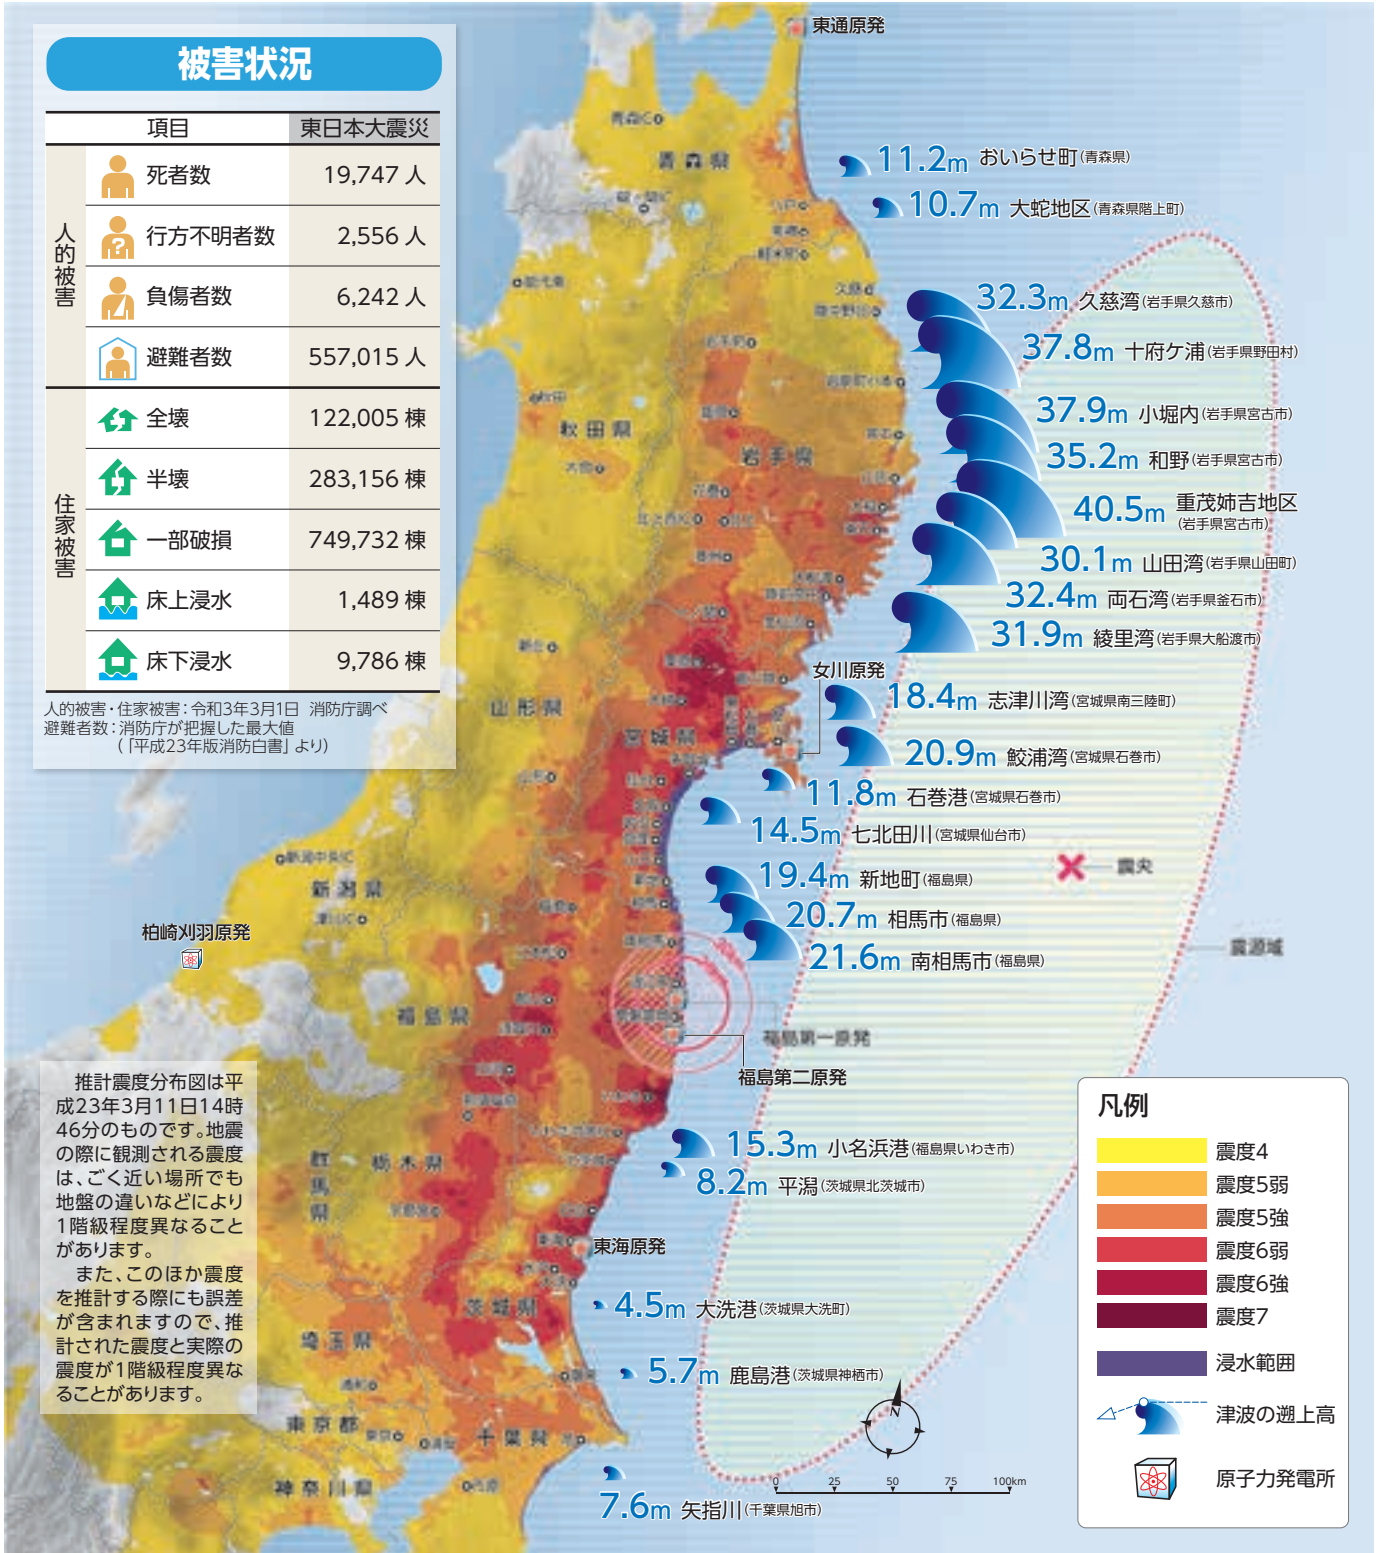 被害状況
項目 東日本大震災
人的被害
死者数 19,747人
行方不明者数 2,556人
負傷者数 6,242人
避難者数 557,015人
住家被害
全壊 122,005棟
半壊 283,156棟
一部破損 749,732棟
床上浸水 1,489棟
床下浸水 9,786棟
人的被害・住家被害：令和3年3月1日 消防庁調べ
避難者数：消防庁が把握した最大値
（「平成23年版消防白書」より）
東通原発
11.2m おいらせ町(青森県)
10.7m 大蛇地区(青森県階上町)
32.3m 久慈湾(岩手県久慈市)
37.8m 十府ケ浦(岩手県野田村)
37.9m 小堀内(岩手県宮古市)
35.2m 和野(岩手県宮古市)
40.5m 重茂姉吉地区
(岩手県宮古市)
30.1m 山田湾(岩手県山田町)
32.4m 両石湾(岩手県釜石市)
31.9m 綾里湾(岩手県大船渡市)
女川原発
18.4m 志津川湾(宮城県南三陸町)
20.9m 鮫浦湾(宮城県石巻市)
11.8m 石巻港(宮城県石巻市)
14.5m 七北田川(宮城県仙台市)
19.4m 新地町(福島県)
20.7m 相馬市(福島県)
21.6m 南相馬市(福島県)
震央
震源域
福島第一原発
福島第二原発
柏崎刈羽原発
15.3m 小名浜港(福島県いわき市)
8.2m 平潟(茨城県北茨城市)
東海原発
4.5m 大洗港(茨城県大洗町)
5.7m 鹿島港(茨城県神栖市)
7.6m 矢指川(千葉県旭市)
青森県
秋田県
岩手県
山形県
宮城県
新潟県
福島県
群馬県
栃木県
茨城県
埼玉県
東京都
千葉県
神奈川県
推計震度分布図は平
成23年3月11日14時
46分のものです。地震
の際に観測される震度
は、ごく近い場所でも
地盤の違いなどにより
1階級程度異なること
があります。
また、このほか震度
を推計する際にも誤差
が含まれますので、推
計された震度と実際の
震度が1階級程度異な
ることがあります。
凡例
震度4
震度5弱
震度5強
震度6弱
震度6強
震度7
浸水範囲
津波の遡上高
原子力発電所
N
0 25 50 75 100km